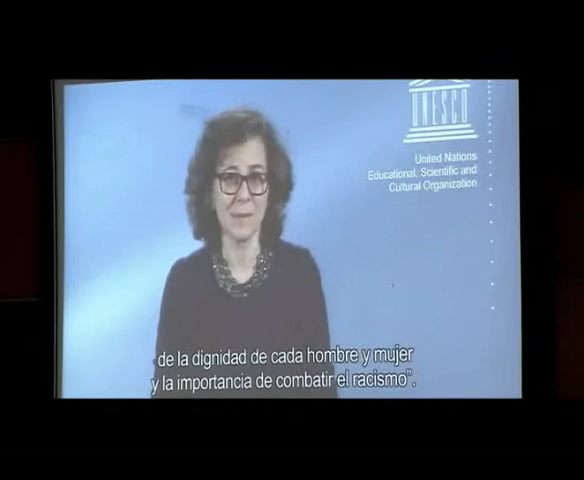 UNESCO
United Nations
Educational, Scientific and
Cultural Organization
de la dignidad de cada hombre y mujer
y la importancia de combatir el racismo”.